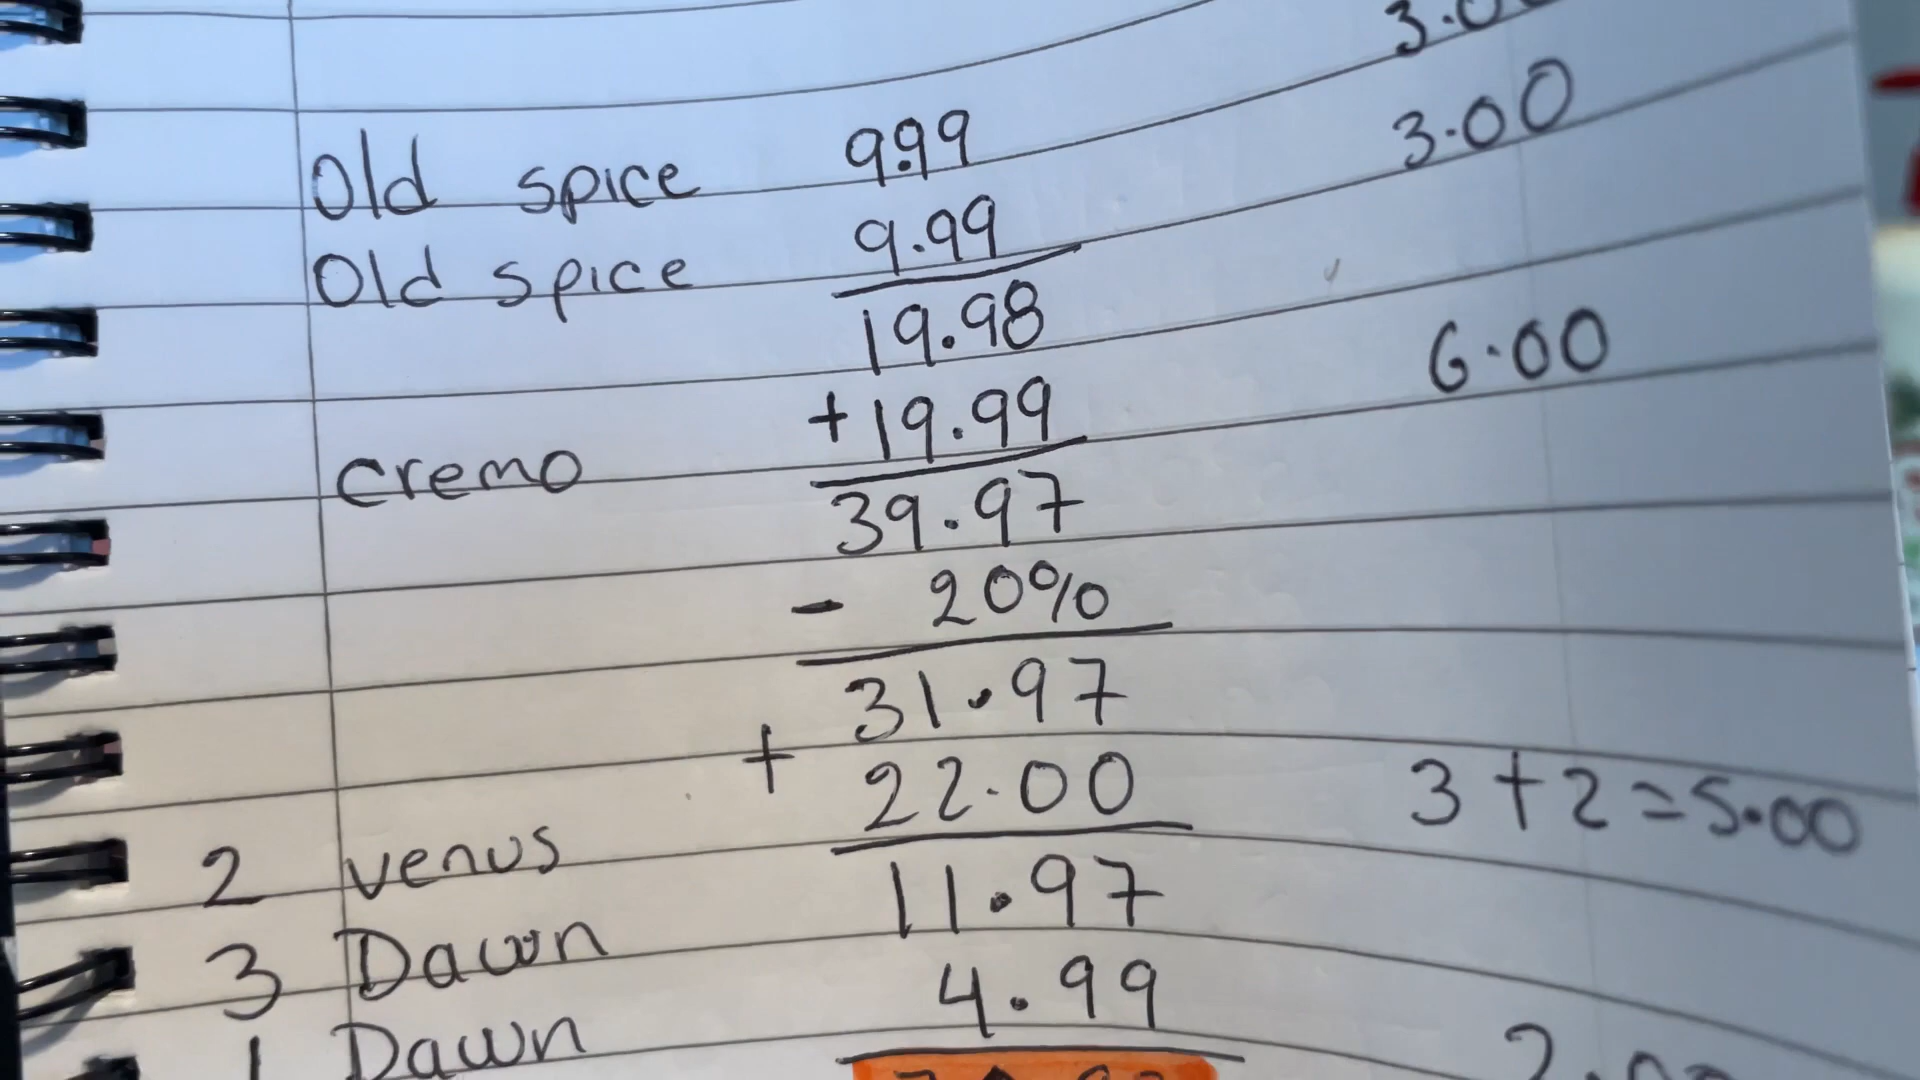 Old spice 9.99 3.00
Old spice 9.99
19.98
cremo +19.99 6.00
39.97
- 20%
31.97
2 venus + 22.00 3+2=5.00
3 Dawn 11.97
1 Dawn 4.99